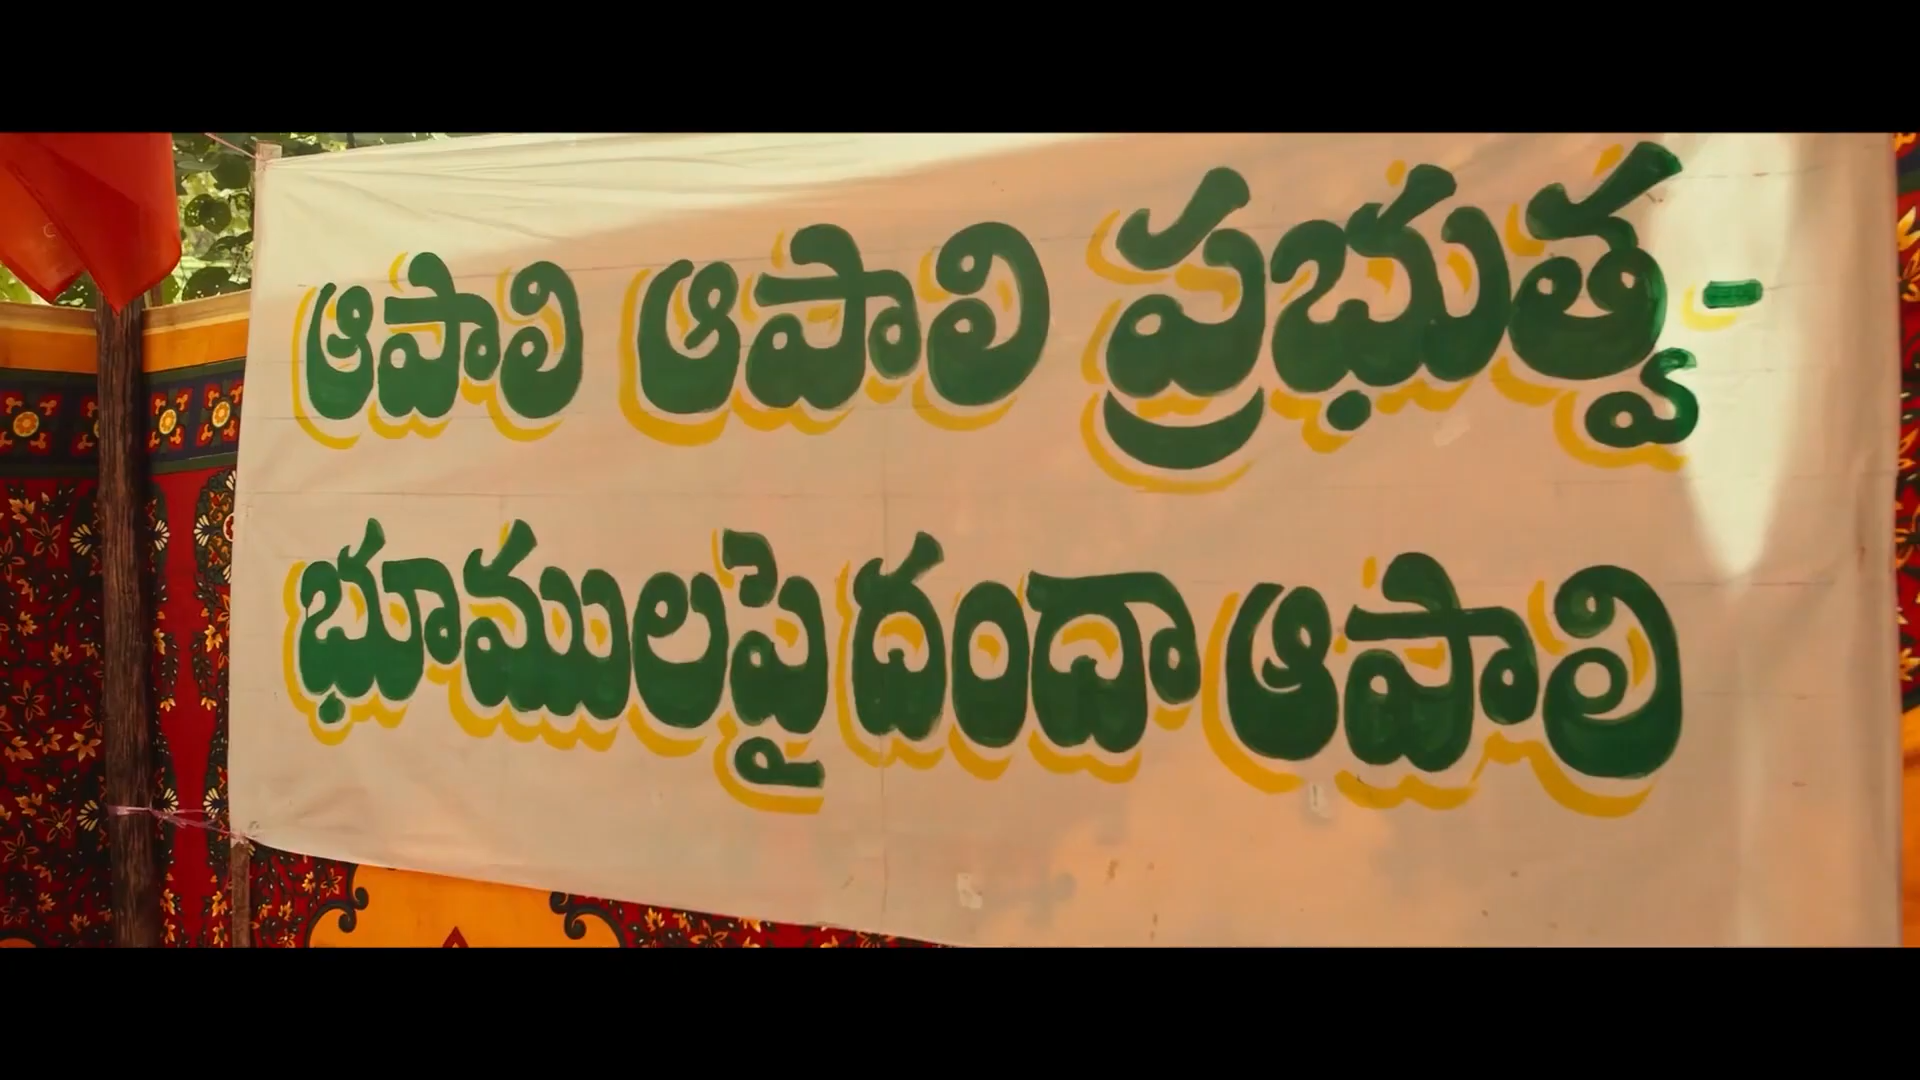 ఆపాలి ఆపాలి ప్రభుత్వ-
భూములపై దందా ఆపాలి